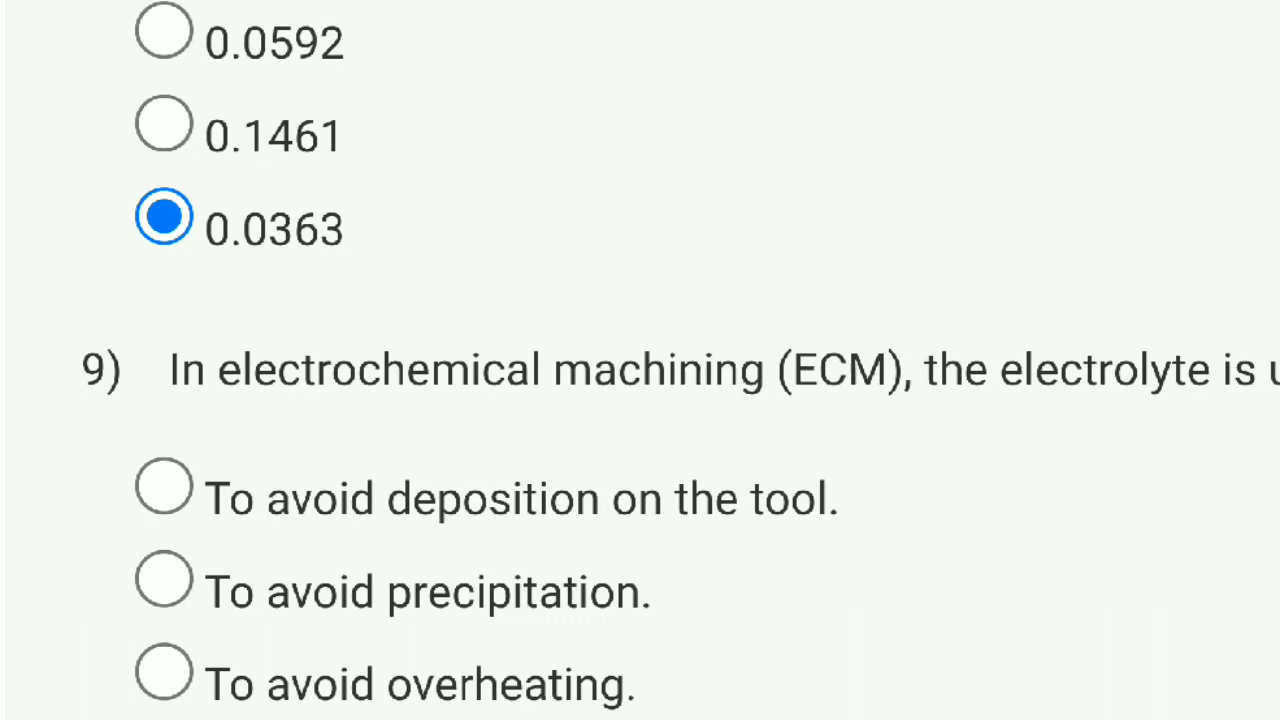 0.0592
0.1461
0.0363
9) In electrochemical machining (ECM), the electrolyte is
To avoid deposition on the tool.
To avoid precipitation.
To avoid overheating.